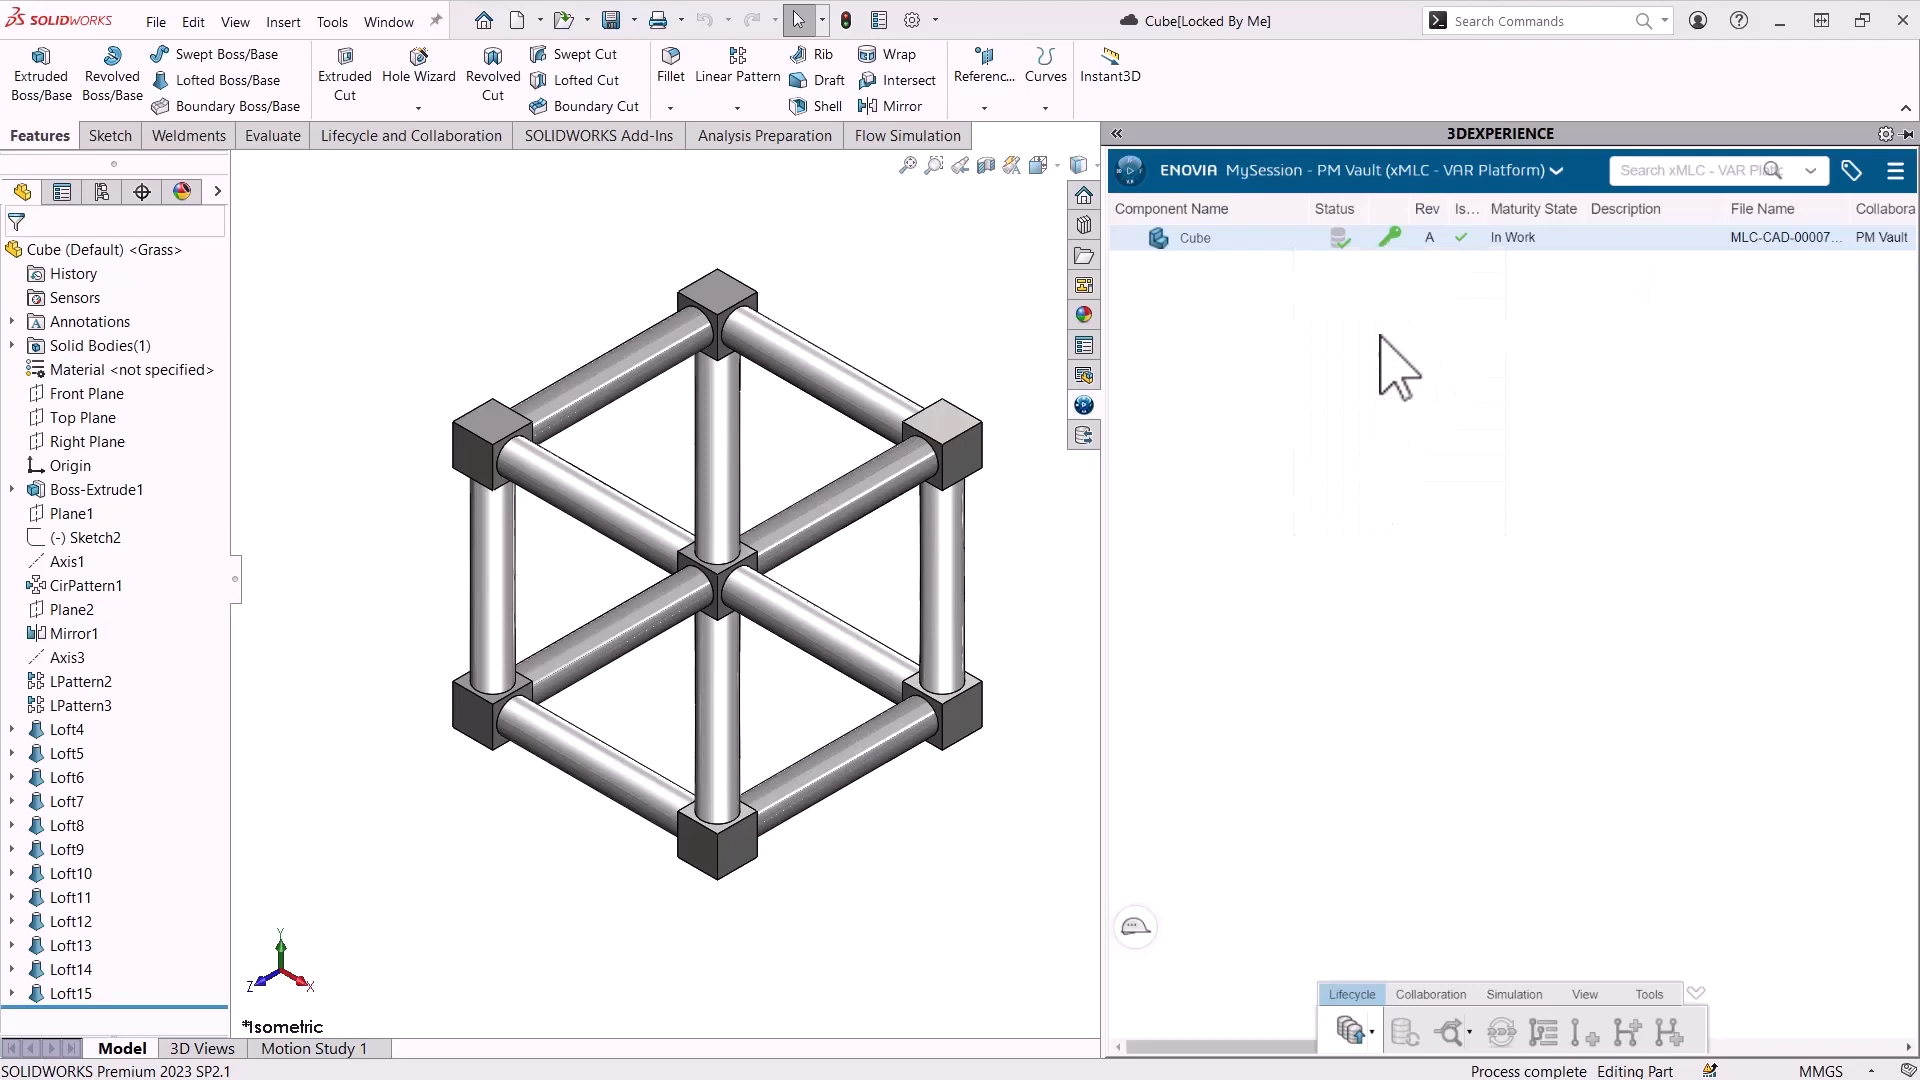 SOLIDWORKS File Edit View Insert Tools Window Cube[Locked By Me] Search Commands
Extruded Boss/Base
Revolved Boss/Base
Swept Boss/Base
Lofted Boss/Base
Boundary Boss/Base
Extruded Cut
Hole Wizard
Revolved Cut
Swept Cut
Lofted Cut
Boundary Cut
Fillet
Linear Pattern
Rib
Draft
Shell
Wrap
Intersect
Mirror
Referenc...
Curves
Instant3D
Features Sketch Weldments Evaluate Lifecycle and Collaboration SOLIDWORKS Add-Ins Analysis Preparation Flow Simulation
3DEXPERIENCE
ENOVIA MySession - PM Vault (xMLC - VAR Platform) Search xMLC - VAR
Component Name Status Rev Is... Maturity State Description File Name Collabora
Cube A In Work MLC-CAD-00007... PM Vault
Cube (Default) <Grass>
History
Sensors
Annotations
Solid Bodies(1)
Material <not specified>
Front Plane
Top Plane
Right Plane
Origin
Boss-Extrude1
Plane1
(-) Sketch2
Axis1
CirPattern1
Plane2
Mirror1
Axis3
LPattern2
LPattern3
Loft4
Loft5
Loft6
Loft7
Loft8
Loft9
Loft10
Loft11
Loft12
Loft13
Loft14
Loft15
Y
Z X
*Isometric
Lifecycle Collaboration Simulation View Tools
Model 3D Views Motion Study 1
SOLIDWORKS Premium 2023 SP2.1 Process complete Editing Part MMGS